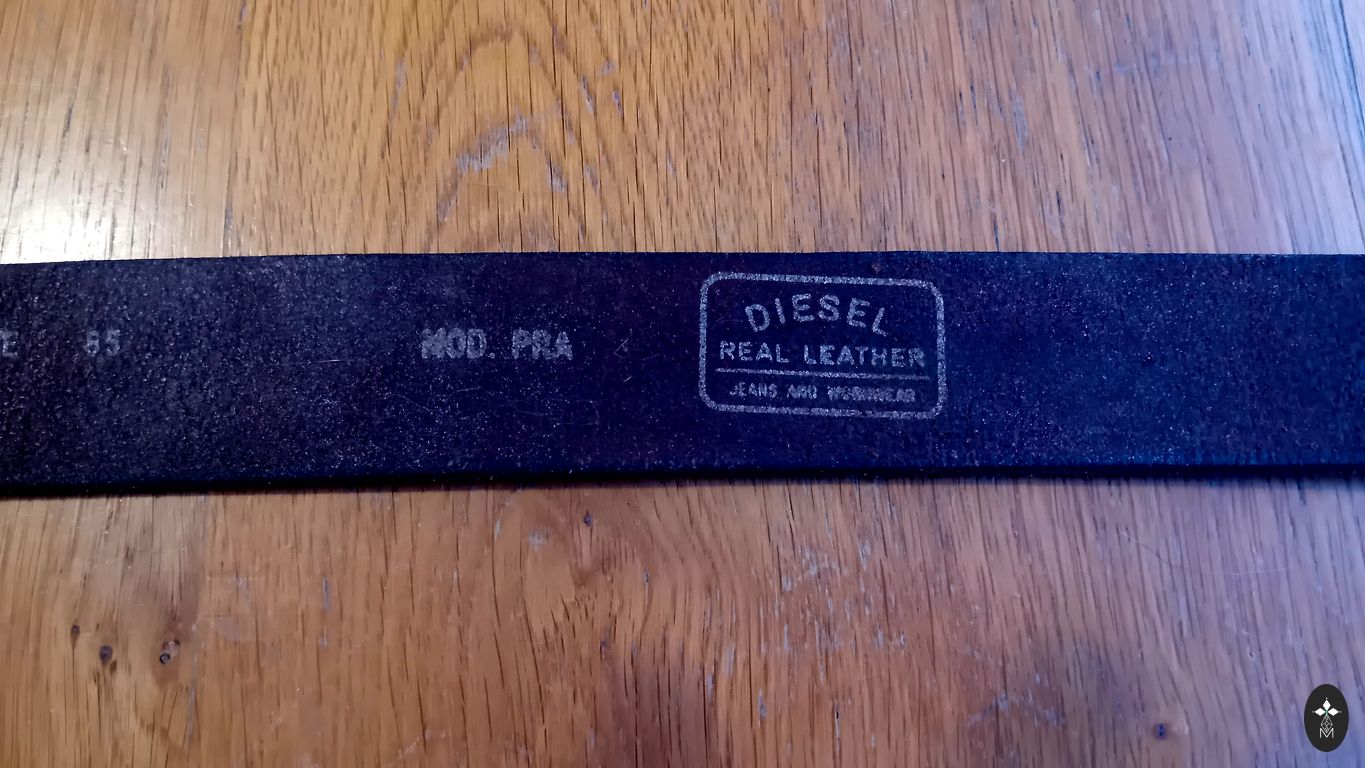 E 85
MOD. PRA
DIESEL
REAL LEATHER
JEANS AND WORKWEAR
M